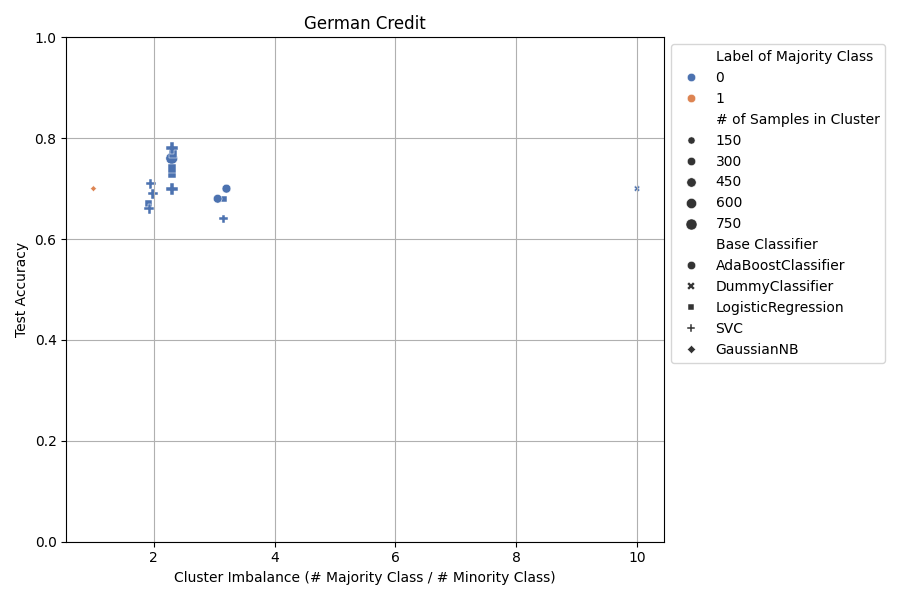 German Credit
1.0
0.8
0.6
0.4
0.2
0.0
Test Accuracy
2
4
6
8
10
Cluster Imbalance (# Majority Class / # Minority Class)
Label of Majority Class
0
1
# of Samples in Cluster
150
300
450
600
750
Base Classifier
AdaBoostClassifier
DummyClassifier
LogisticRegression
SVC
GaussianNB